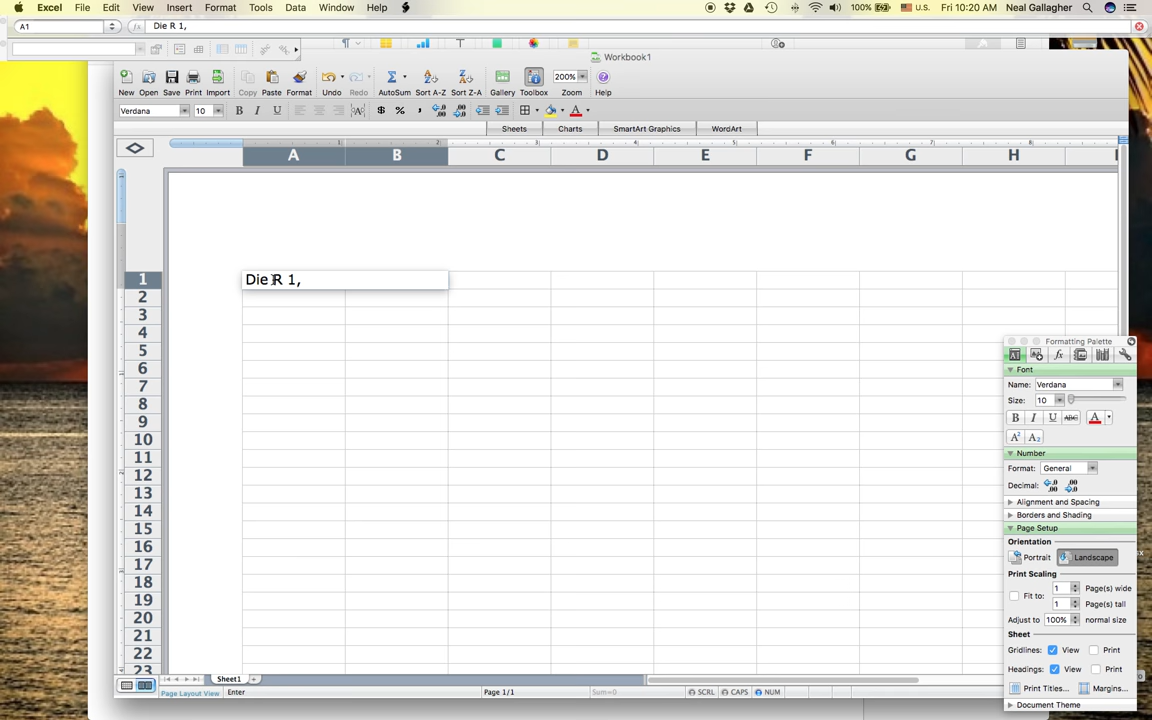 Excel File Edit View Insert Format Tools Data Window Help 100% U.S. Fri 10:20 AM Neal Gallagher
A1 fx Die R 1,
Workbook1
New Open Save Print Import Copy Paste Format Undo Redo AutoSum Sort A-Z Sort Z-A Gallery Toolbox 200% Zoom Help
Verdana 10 B I U $ % ,
Sheets Charts SmartArt Graphics WordArt
A B C D E F G H
1 Die R 1,
2
3
4
5
6
7
8
9
10
11
12
13
14
15
16
17
18
19
20
21
22
23
Formatting Palette
Font
Name: Verdana
Size: 10
B I U ABC A
A² A₂
Number
Format: General
Decimal:
Alignment and Spacing
Borders and Shading
Page Setup
Orientation
Portrait Landscape
Print Scaling
Fit to: 1 Page(s) wide
1 Page(s) tall
Adjust to 100% normal size
Sheet
Gridlines: View Print
Headings: View Print
Print Titles... Margins...
Document Theme
Sheet1
Page Layout View Enter Page 1/1 Sum=0 SCRL CAPS NUM